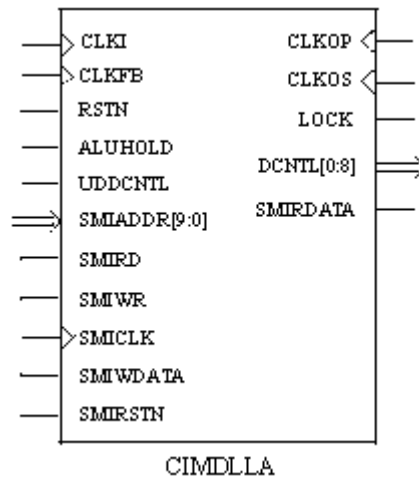 CLKI
CLKFB
RSTN
ALUHOLD
UDDCNTL
SMIADDR[9:0]
SMIRD
SMIWR
SMICLK
SMIWDATA
SMIRSTN
CLKOP
CLKOS
LOCK
DCNTL[0:8]
SMIRDATA
CIMDLLA